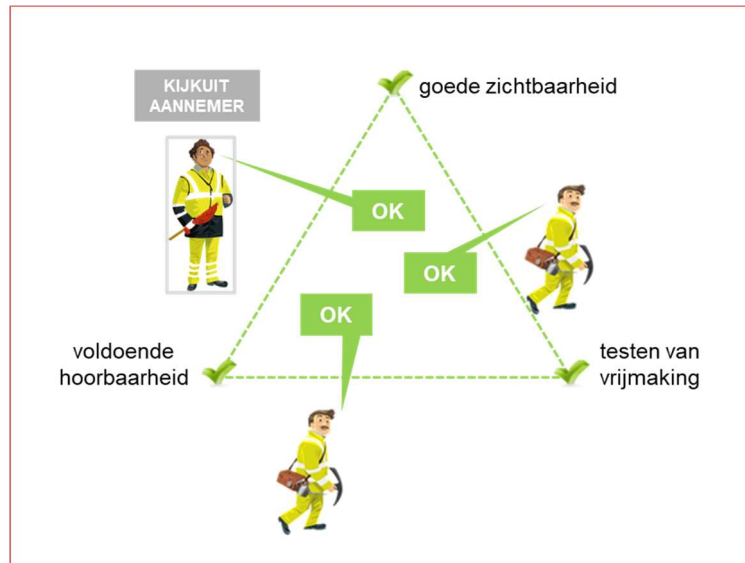 KIJKUIT
AANNEMER
goede zichtbaarheid
OK
OK
OK
voldoende
hoorbaarheid
testen van
vrijmaking